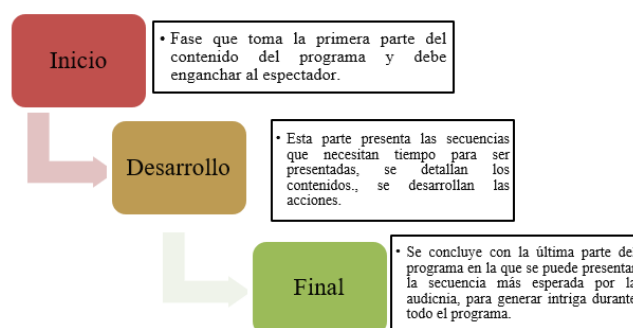 Inicio
• Fase que toma la primera parte del
contenido del programa y debe
enganchar al espectador.
Desarrollo
• Esta parte presenta las secuencias
que necesitan tiempo para ser
presentadas, se detallan los
contenidos., se desarrollan las
acciones.
Final
• Se concluye con la última parte del
programa en la que se puede presentar
la secuencia más esperada por la
audicnia, para generar intriga durante
todo el programa.